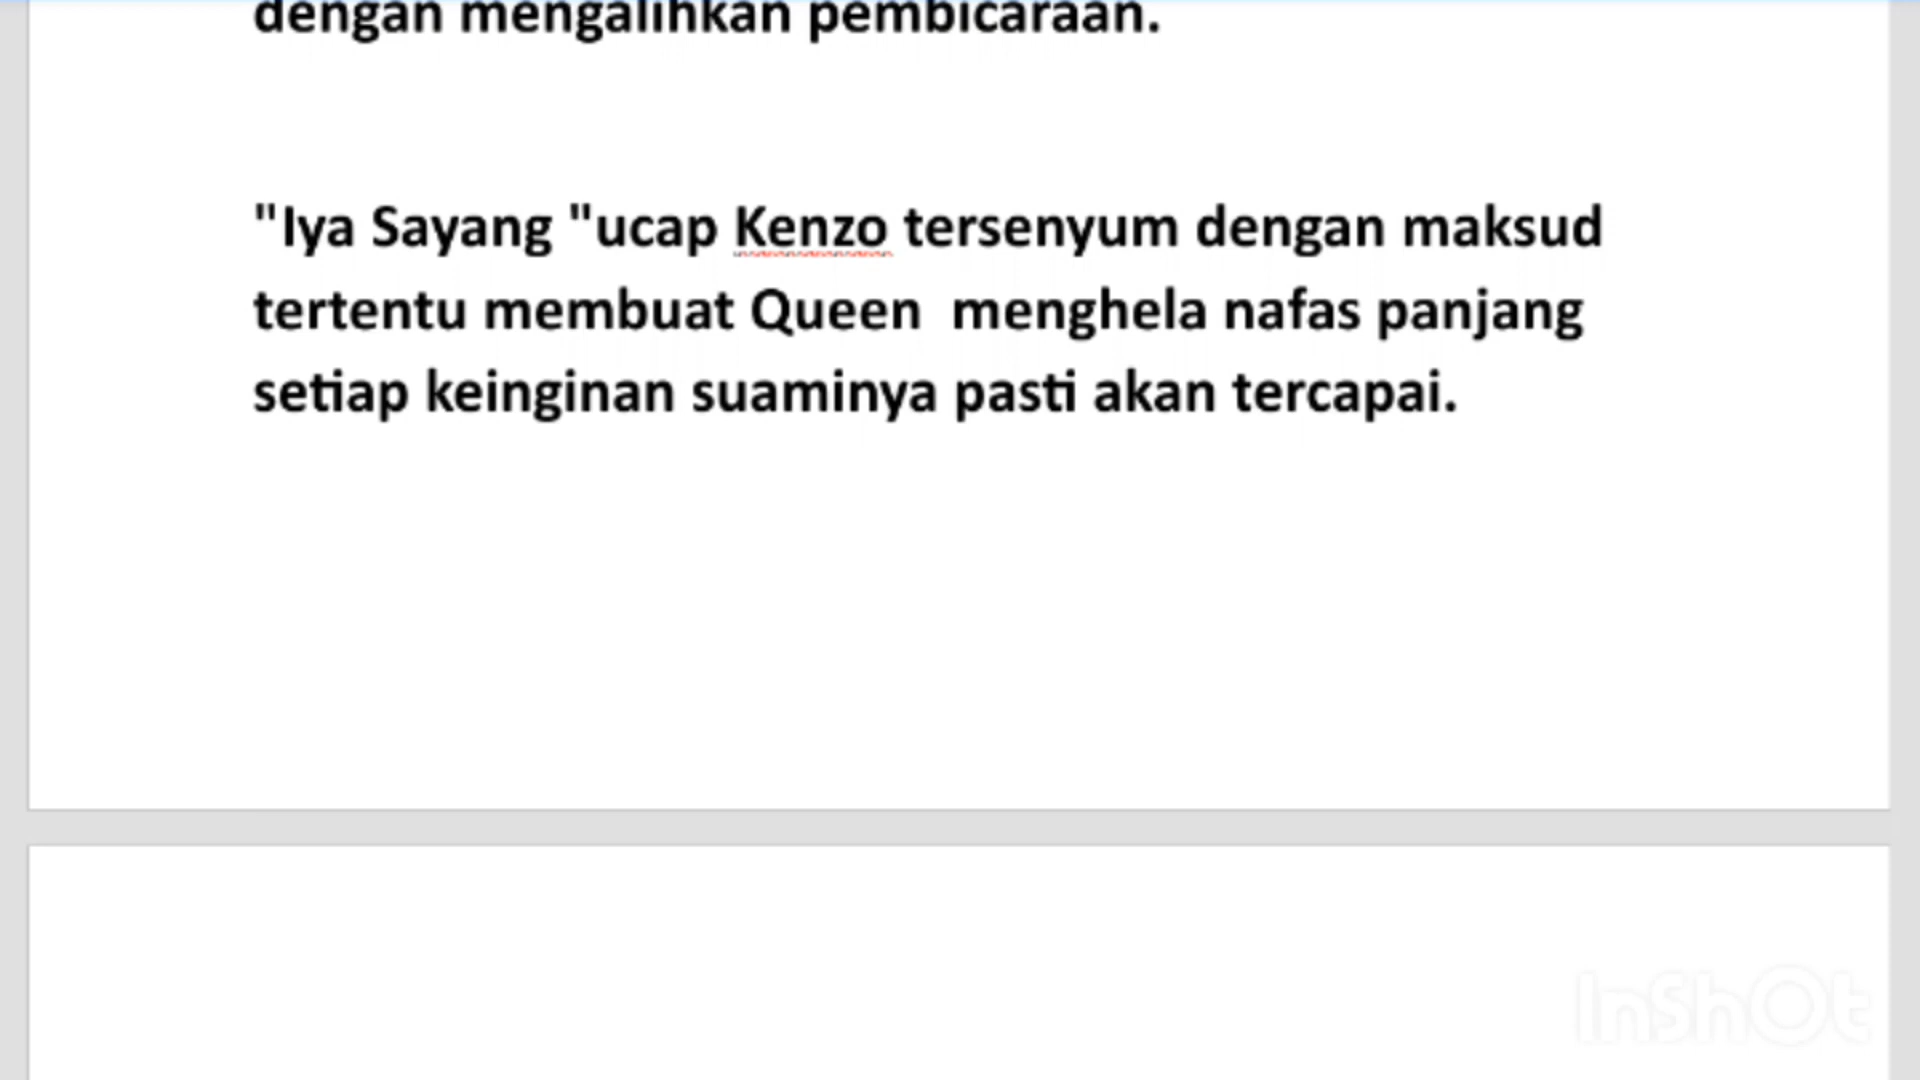 dengan mengalihkan pembicaraan.
"Iya Sayang "ucap Kenzo tersenyum dengan maksud
tertentu membuat Queen  menghela nafas panjang
setiap keinginan suaminya pasti akan tercapai.
InShOt